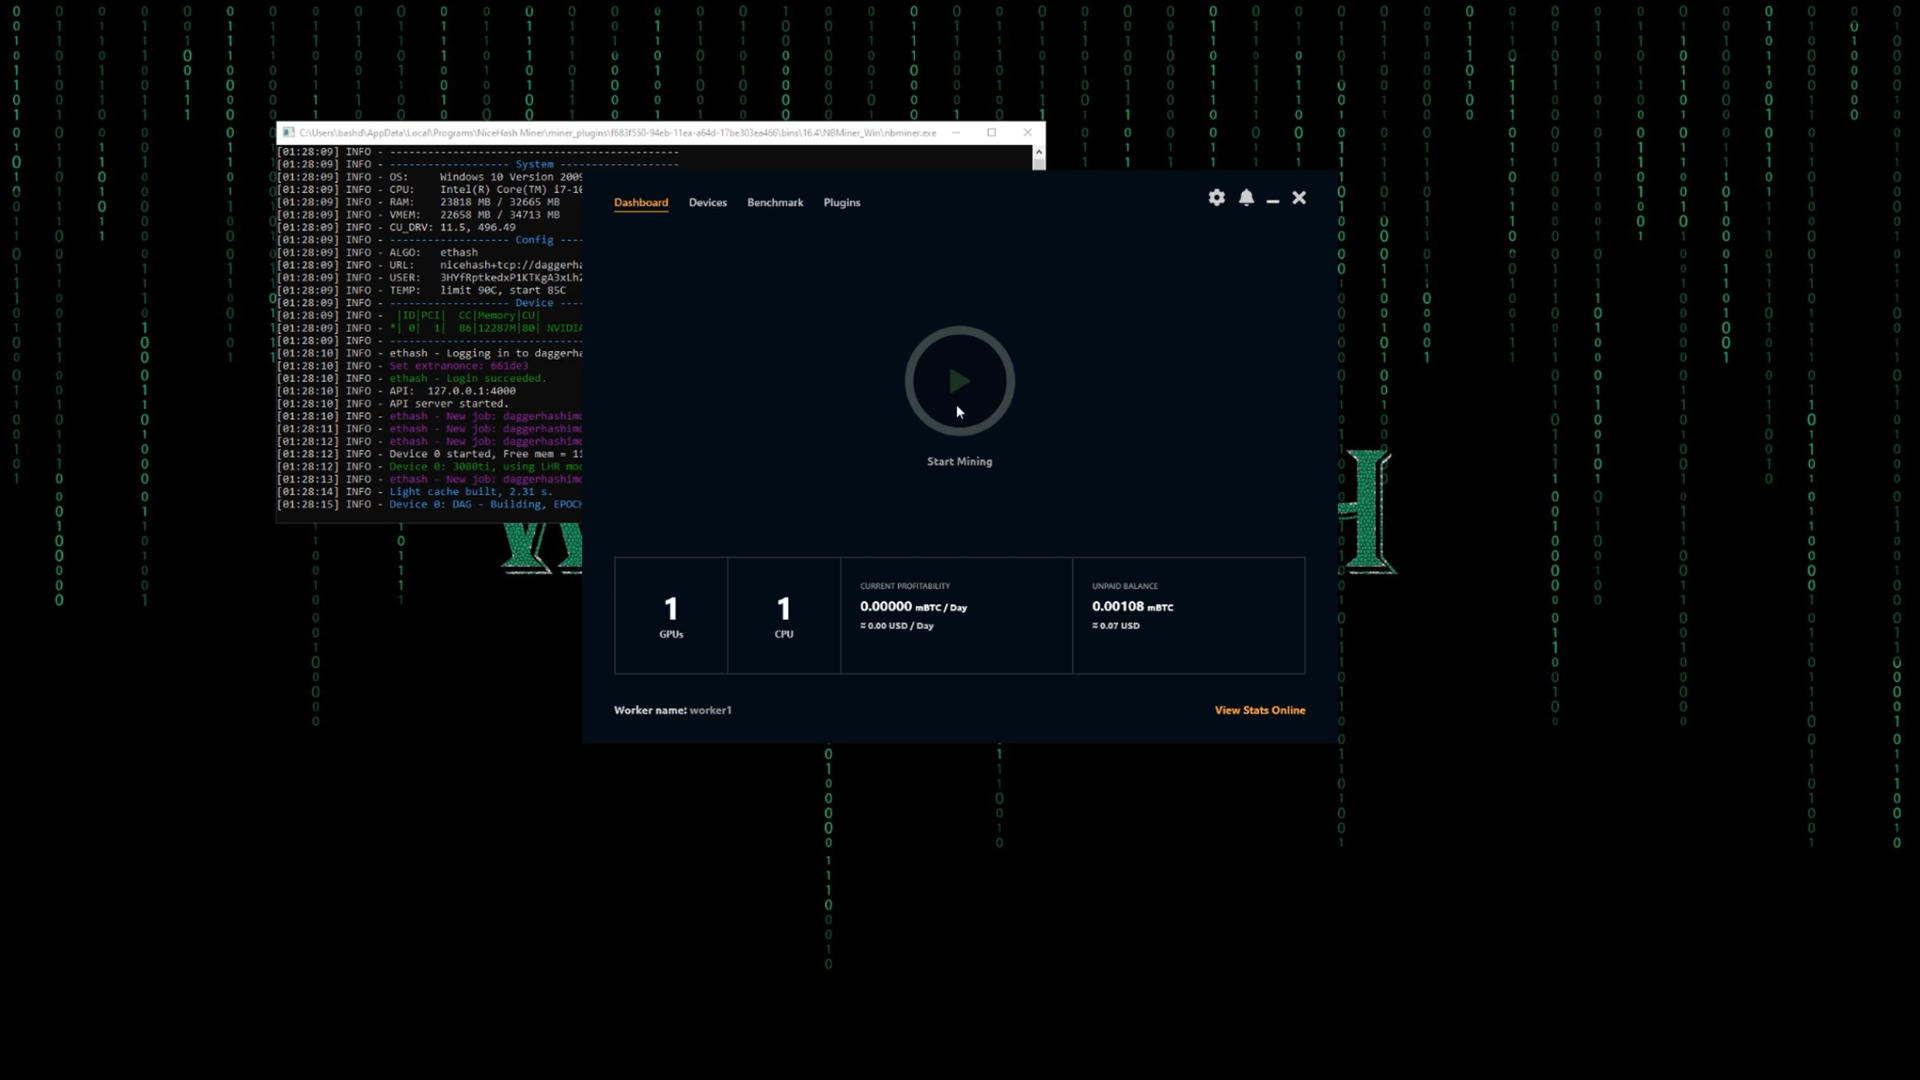 C:\Users\bashd\AppData\Local\Programs\NiceHash Miner\miner_plugins\f683f550-94eb-11ea-a64d-17be303ea466\bins\16.4\NBMiner_Win\nbminer.exe
[01:28:09] INFO - ----------------------------------------------
[01:28:09] INFO - ------------------- System -------------------
[01:28:09] INFO - OS: Windows 10 Version 2009
[01:28:09] INFO - CPU: Intel(R) Core(TM) i7-10
[01:28:09] INFO - RAM: 23818 MB / 32665 MB
[01:28:09] INFO - VMEM: 22658 MB / 34713 MB
[01:28:09] INFO - CU_DRV: 11.5, 496.49
[01:28:09] INFO - ------------------- Config ----
[01:28:09] INFO - ALGO: ethash
[01:28:09] INFO - URL: nicehash+tcp://daggerha
[01:28:09] INFO - USER: 3HYfRptkedxP1KTKgA3xLhZ
[01:28:09] INFO - TEMP: limit 90C, start 85C
[01:28:09] INFO - ------------------- Device ----
[01:28:09] INFO - |ID|PCI| CC|Memory|CU|
[01:28:09] INFO - *| 0| 1| 86|12287M|80| NVIDIA
[01:28:09] INFO - -------------------------------
[01:28:10] INFO - ethash - Logging in to daggerha
[01:28:10] INFO - Set extranonce: 661de3
[01:28:10] INFO - ethash - Login succeeded.
[01:28:10] INFO - API: 127.0.0.1:4000
[01:28:10] INFO - API server started.
[01:28:10] INFO - ethash - New job: daggerhashimo
[01:28:11] INFO - ethash - New job: daggerhashimo
[01:28:12] INFO - ethash - New job: daggerhashimo
[01:28:12] INFO - Device 0 started, Free mem = 11
[01:28:12] INFO - Device 0: 3080ti, using LHR mod
[01:28:13] INFO - ethash - New job: daggerhashimo
[01:28:14] INFO - Light cache built, 2.31 s.
[01:28:15] INFO - Device 0: DAG - Building, EPOCH
Dashboard Devices Benchmark Plugins
Start Mining
1
GPUs
1
CPU
CURRENT PROFITABILITY
0.00000 mBTC / Day
≈ 0.00 USD / Day
UNPAID BALANCE
0.00108 mBTC
≈ 0.07 USD
Worker name: worker1
View Stats Online